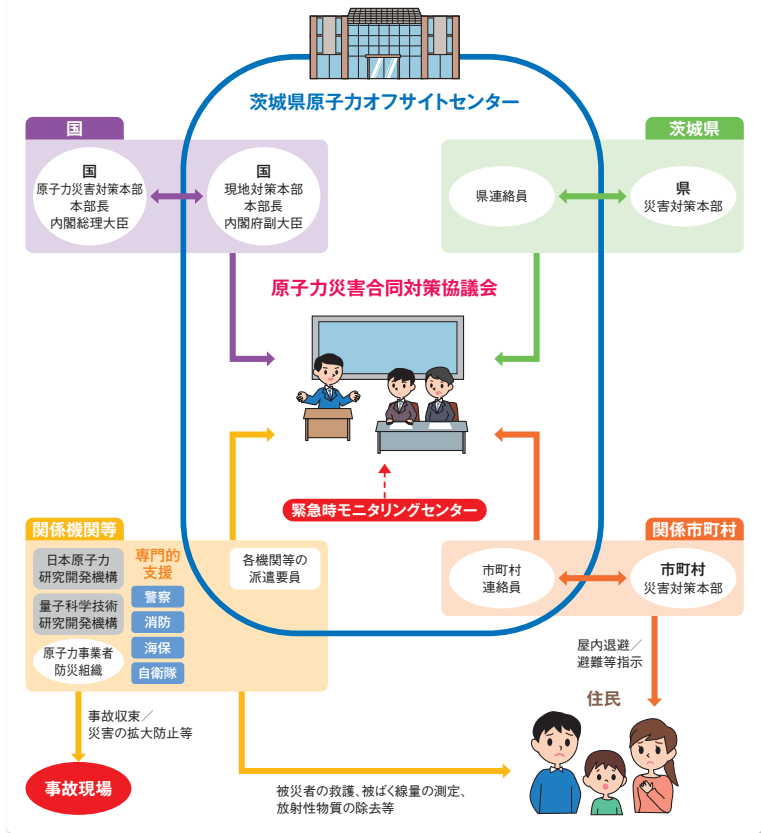 茨城県原子力オフサイトセンター
国
国
原子力災害対策本部
本部長
内閣総理大臣
国
現地対策本部
本部長
内閣府副大臣
茨城県
県連絡員
県
災害対策本部
原子力災害合同対策協議会
緊急時モニタリングセンター
関係機関等
日本原子力
研究開発機構
量子科学技術
研究開発機構
原子力事業者
防災組織
専門的
支援
警察
消防
海保
自衛隊
各機関等の
派遣要員
関係市町村
市町村
連絡員
市町村
災害対策本部
屋内退避／
避難等指示
住民
事故収束／
災害の拡大防止等
事故現場
被災者の救護、被ばく線量の測定、
放射性物質の除去等